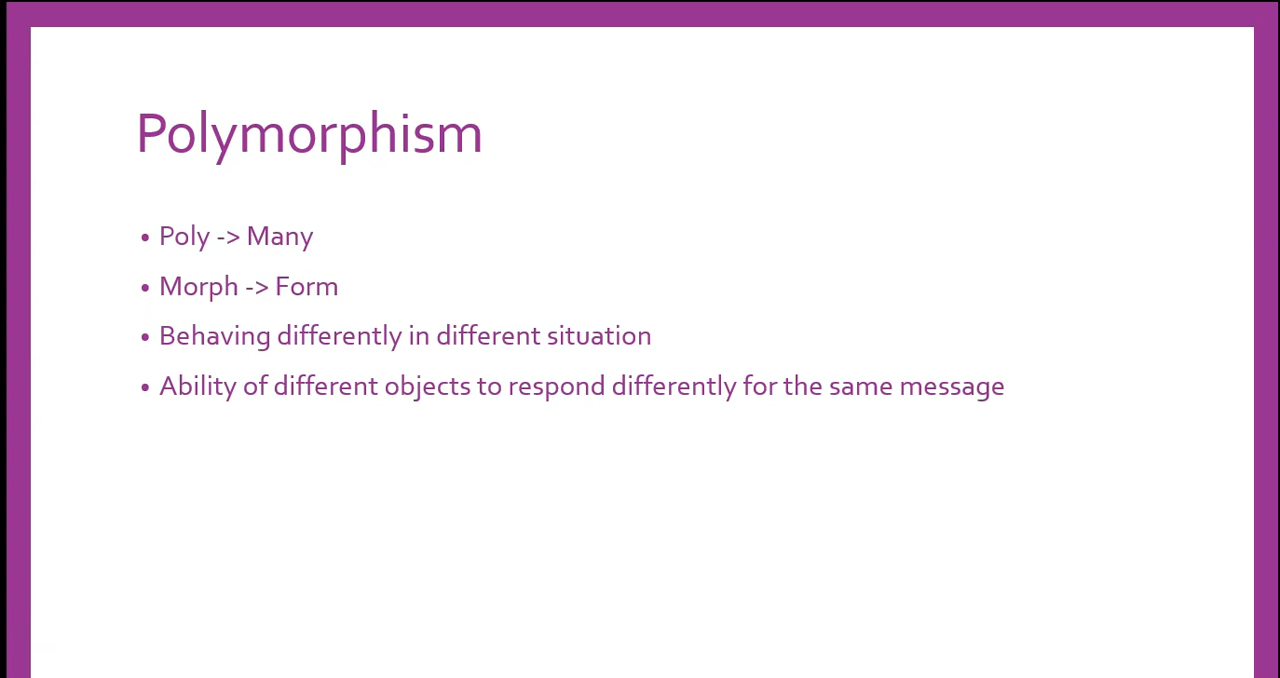 Polymorphism
• Poly -> Many
• Morph -> Form
• Behaving differently in different situation
• Ability of different objects to respond differently for the same message